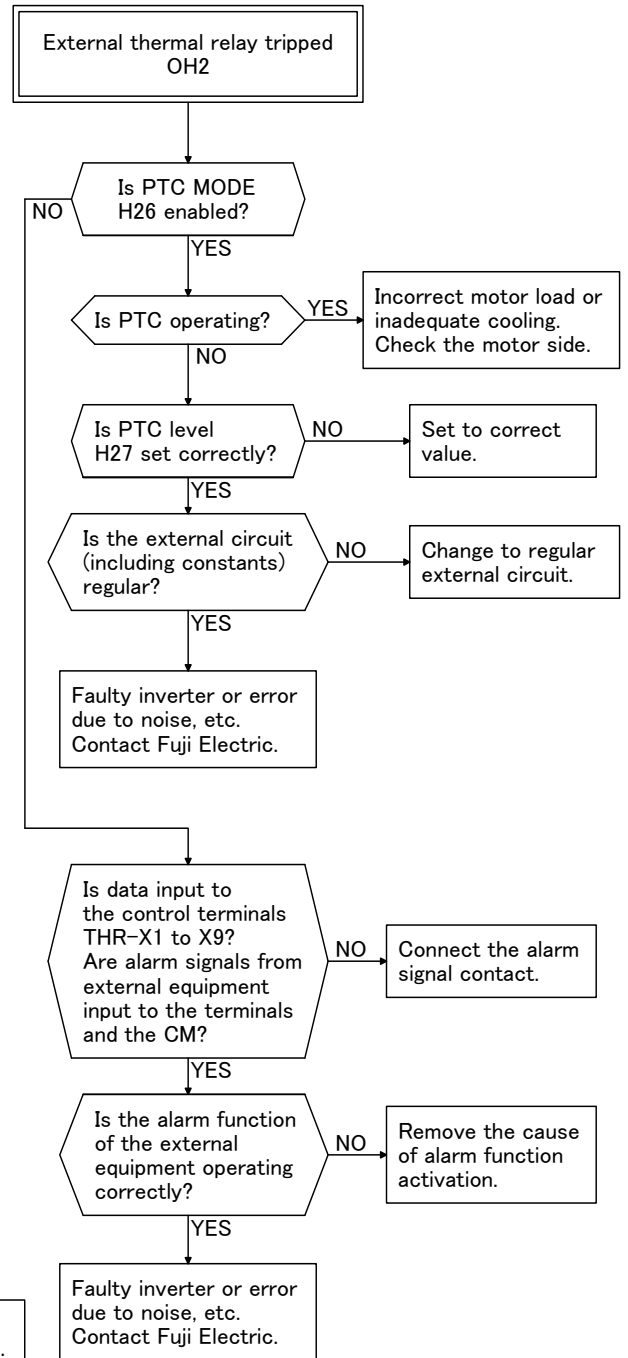 External thermal relay tripped
OH2
Is PTC MODE
H26 enabled?
NO
YES
Is PTC operating?
YES
Incorrect motor load or
inadequate cooling.
Check the motor side.
NO
Is PTC level
H27 set correctly?
NO
Set to correct
value.
YES
Is the external circuit
(including constants)
regular?
NO
Change to regular
external circuit.
YES
Faulty inverter or error
due to noise, etc.
Contact Fuji Electric.
Is data input to
the control terminals
THR-X1 to X9?
Are alarm signals from
external equipment
input to the terminals
and the CM?
NO
Connect the alarm
signal contact.
YES
Is the alarm function
of the external
equipment operating
correctly?
NO
Remove the cause
of alarm function
activation.
YES
Faulty inverter or error
due to noise, etc.
Contact Fuji Electric.